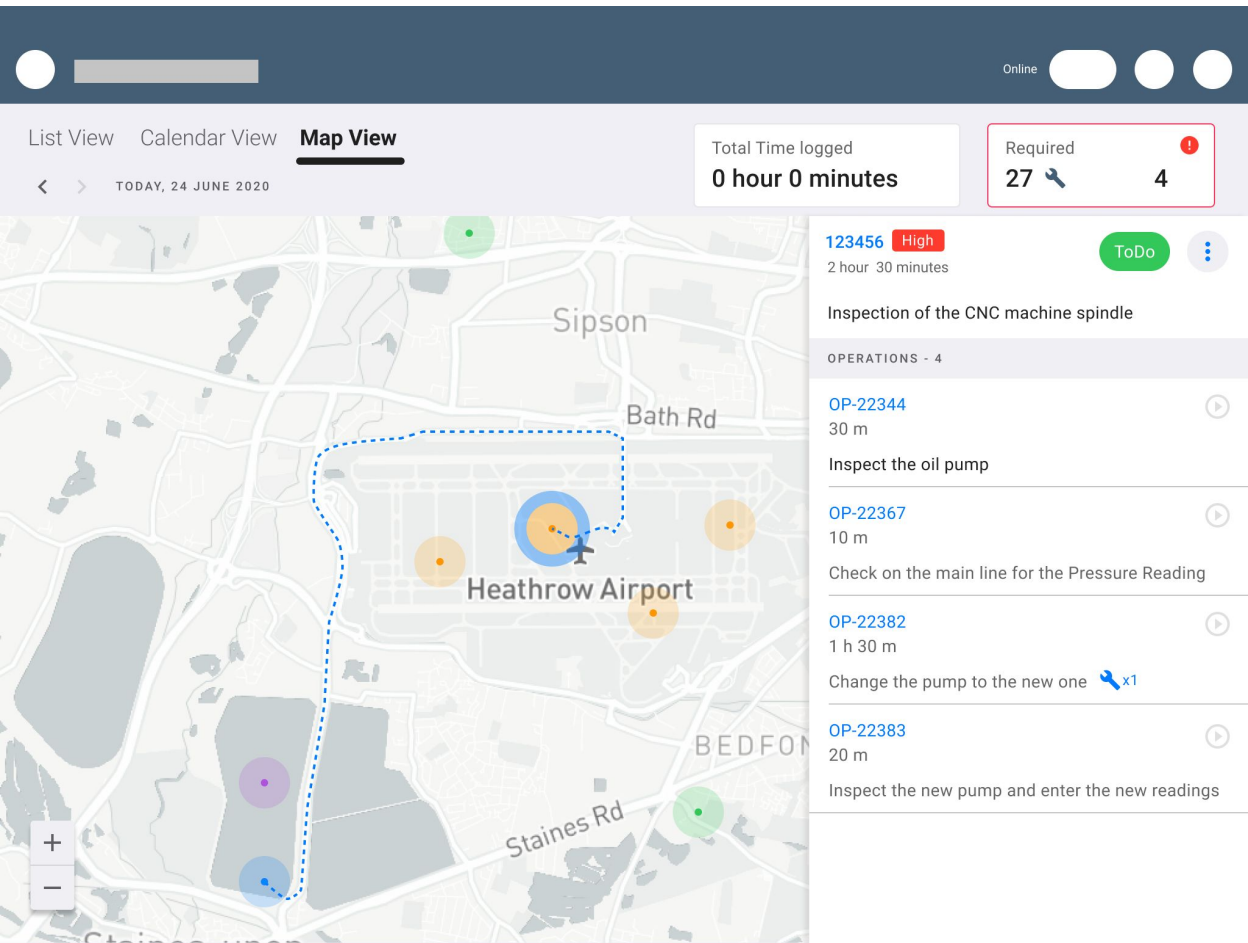 Online
List View Calendar View Map View
TODAY, 24 JUNE 2020
Total Time logged
0 hour 0 minutes
Required
27 4
123456 High
2 hour 30 minutes
ToDo
Inspection of the CNC machine spindle
OPERATIONS - 4
OP-22344
30 m
Inspect the oil pump
OP-22367
10 m
Check on the main line for the Pressure Reading
OP-22382
1 h 30 m
Change the pump to the new one x1
OP-22383
20 m
Inspect the new pump and enter the new readings
Sipson
Bath Rd
Heathrow Airport
BEDFON
Staines Rd